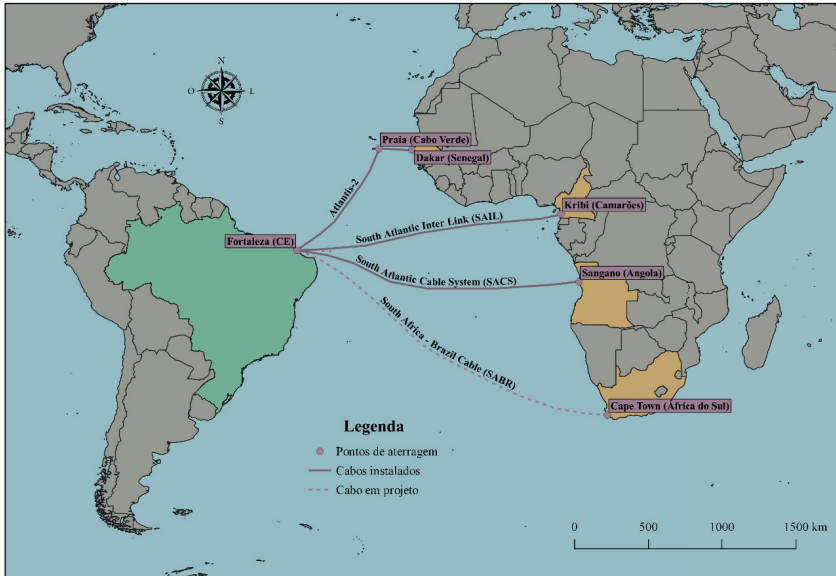 N
O
L
S
Praia (Cabo Verde)
Dakar (Senegal)
Atlantis-2
Kribi (Camarões)
South Atlantic Inter Link (SAIL)
Fortaleza (CE)
South Atlantic Cable System (SACS)
Sangano (Angola)
South Africa - Brazil Cable (SABR)
Cape Town (África do Sul)
Legenda
Pontos de aterragem
Cabos instalados
Cabo em projeto
0 500 1000 1500 km